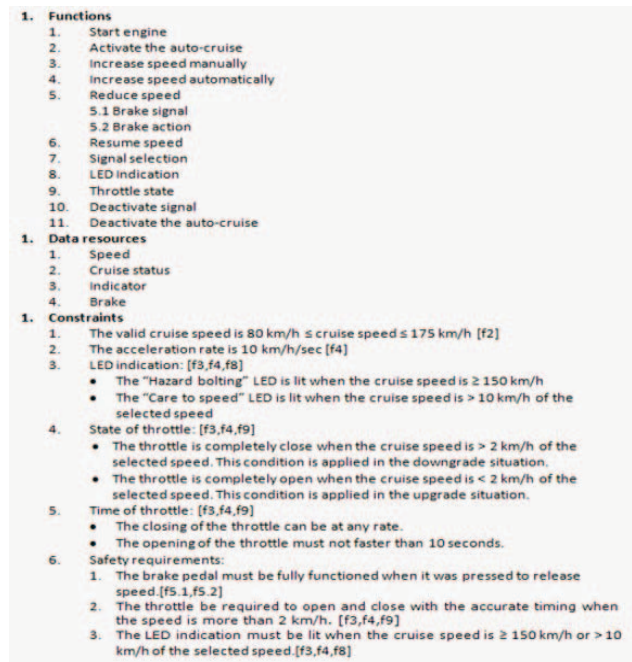 1. Functions
1. Start engine
2. Activate the auto-cruise
3. Increase speed manually
4. Increase speed automatically
5. Reduce speed
5.1 Brake signal
5.2 Brake action
6. Resume speed
7. Signal selection
8. LED Indication
9. Throttle state
10. Deactivate signal
11. Deactivate the auto-cruise
1. Data resources
1. Speed
2. Cruise status
3. Indicator
4. Brake
1. Constraints
1. The valid cruise speed is 80 km/h ≤ cruise speed ≤ 175 km/h [f2]
2. The acceleration rate is 10 km/h/sec [f4]
3. LED indication: [f3,f4,f8]
• The "Hazard bolting" LED is lit when the cruise speed is ≥ 150 km/h
• The "Care to speed" LED is lit when the cruise speed is > 10 km/h of the
selected speed
4. State of throttle: [f3,f4,f9]
• The throttle is completely close when the cruise speed is > 2 km/h of the
selected speed. This condition is applied in the downgrade situation.
• The throttle is completely open when the cruise speed is < 2 km/h of the
selected speed. This condition is applied in the upgrade situation.
5. Time of throttle: [f3,f4,f9]
• The closing of the throttle can be at any rate.
• The opening of the throttle must not faster than 10 seconds.
6. Safety requirements:
1. The brake pedal must be fully functioned when it was pressed to release
speed.[f5.1,f5.2]
2. The throttle be required to open and close with the accurate timing when
the speed is more than 2 km/h. [f3,f4,f9]
3. The LED indication must be lit when the cruise speed is ≥ 150 km/h or > 10
km/h of the selected speed.[f3,f4,f8]